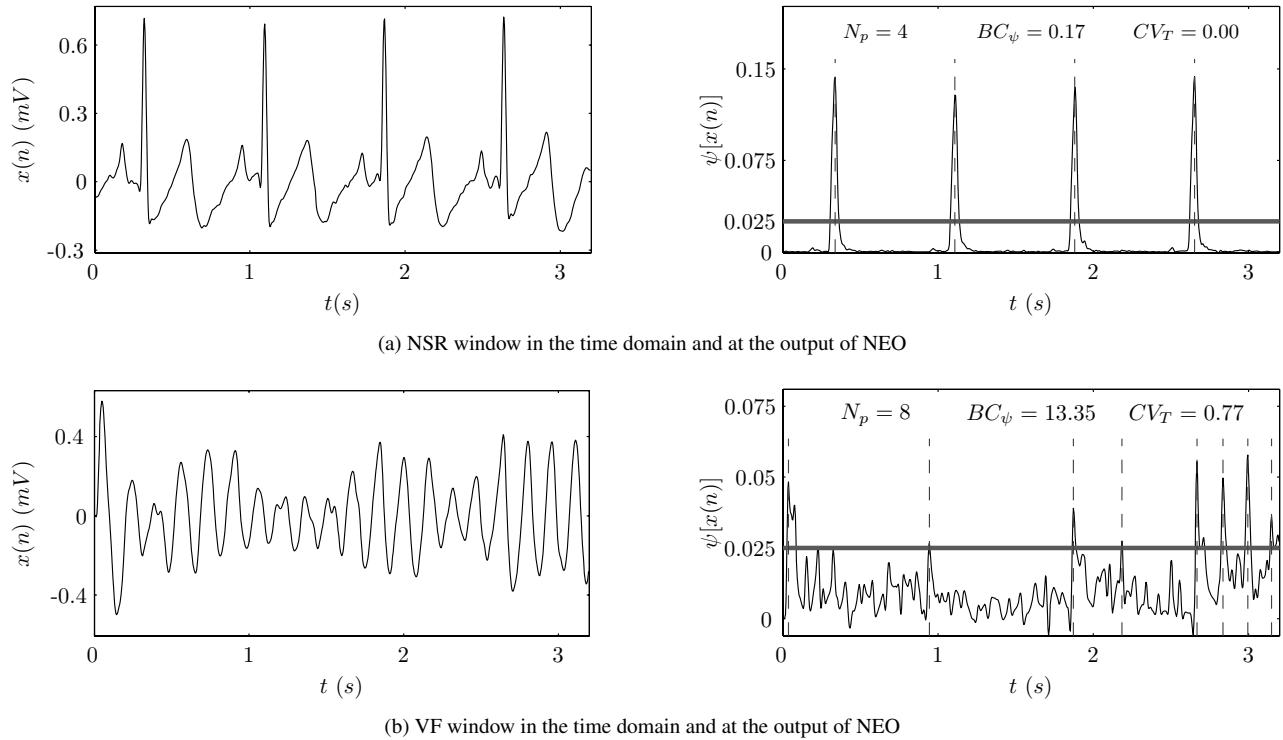 0.6
0.3
0
-0.3
x(n) (mV)
0 1 2 3
t(s)
N_p = 4 BC_ψ = 0.17 CV_T = 0.00
0.15
0.075
0.025
0
ψ[x(n)]
0 1 2 3
t (s)
(a) NSR window in the time domain and at the output of NEO
0.4
0
-0.4
x(n) (mV)
0 1 2 3
t (s)
N_p = 8 BC_ψ = 13.35 CV_T = 0.77
0.075
0.05
0.025
0
ψ[x(n)]
0 1 2 3
t (s)
(b) VF window in the time domain and at the output of NEO